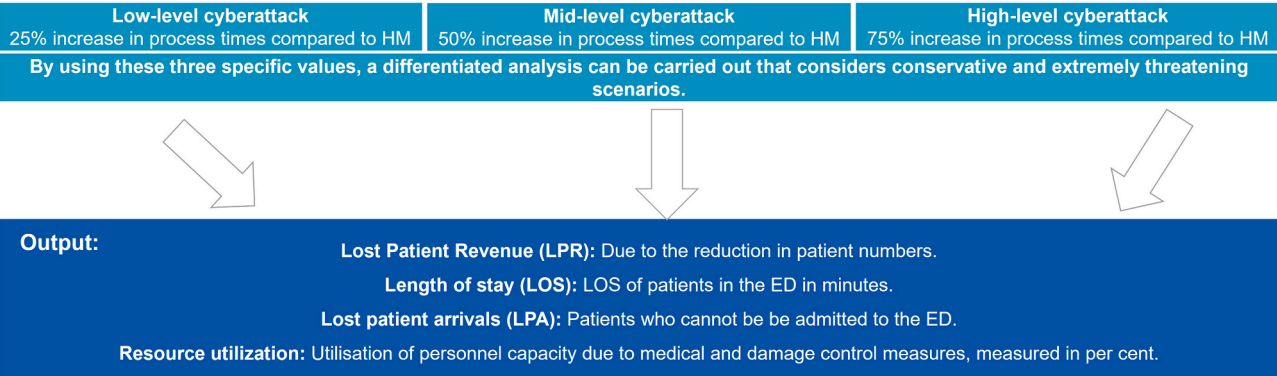 Low-level cyberattack
25% increase in process times compared to HM
Mid-level cyberattack
50% increase in process times compared to HM
High-level cyberattack
75% increase in process times compared to HM
By using these three specific values, a differentiated analysis can be carried out that considers conservative and extremely threatening
scenarios.
Output:
Lost Patient Revenue (LPR): Due to the reduction in patient numbers.
Length of stay (LOS): LOS of patients in the ED in minutes.
Lost patient arrivals (LPA): Patients who cannot be be admitted to the ED.
Resource utilization: Utilisation of personnel capacity due to medical and damage control measures, measured in per cent.